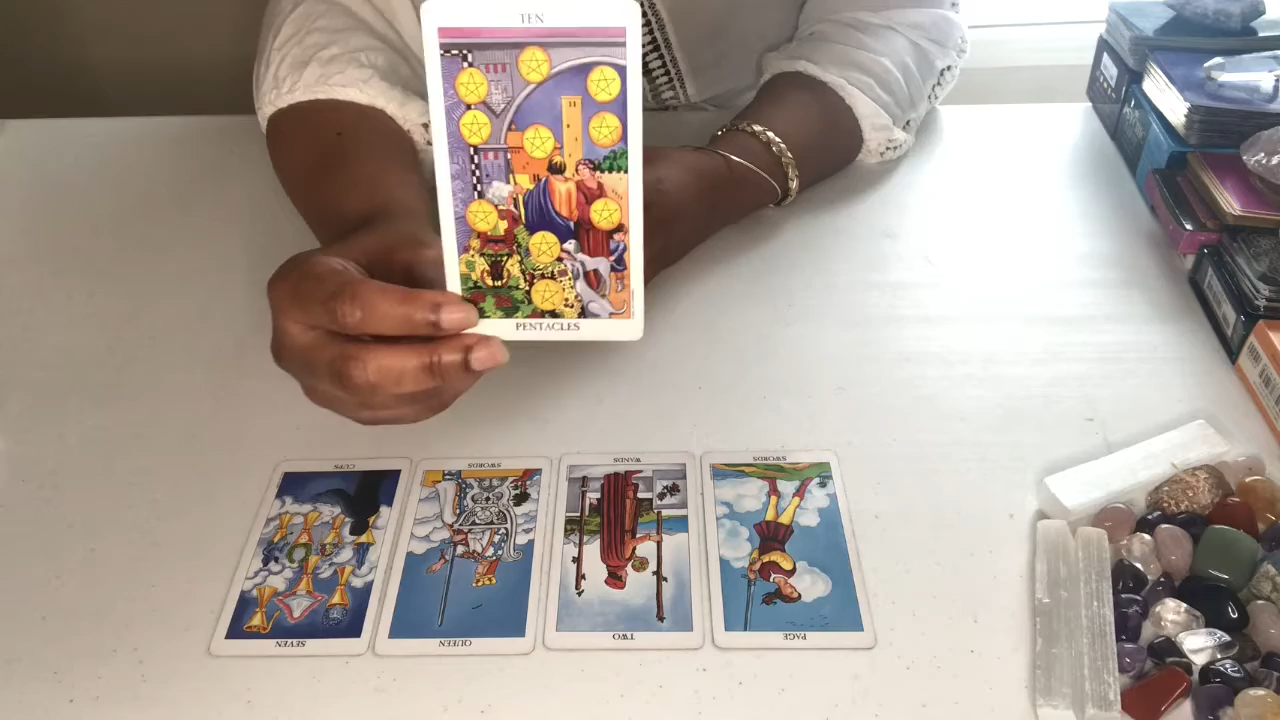 TEN
PENTACLES
CUPS
SWORDS
WANDS
SWORDS
SEVEN
QUEEN
TWO
PAGE